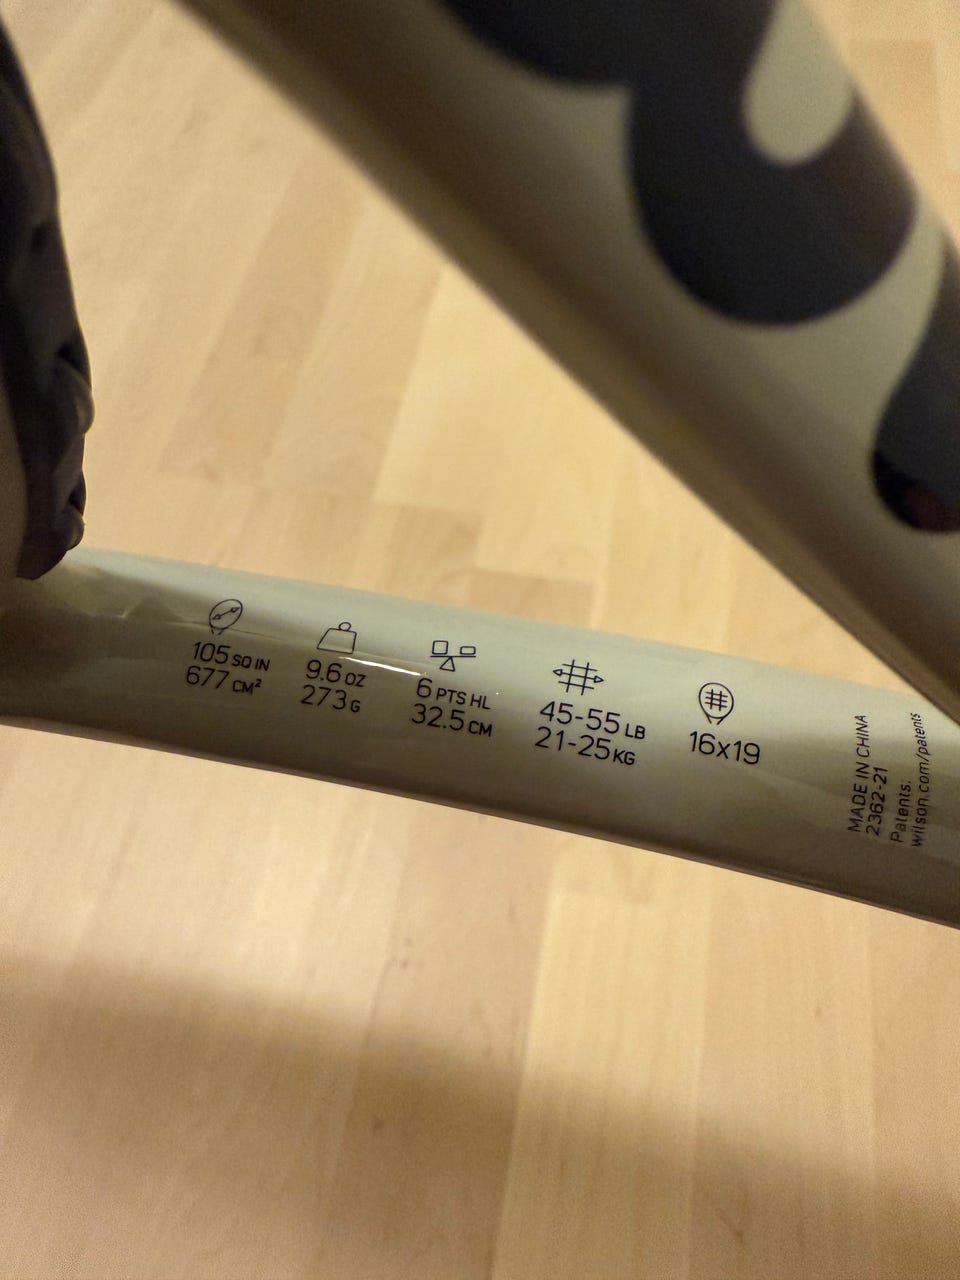 105 SQ IN
677 CM²
9.6 OZ
273 G
6 PTS HL
32.5 CM
45-55 LB
21-25 KG
16x19
MADE IN CHINA
2362-21
Patents:
wilson.com/patents